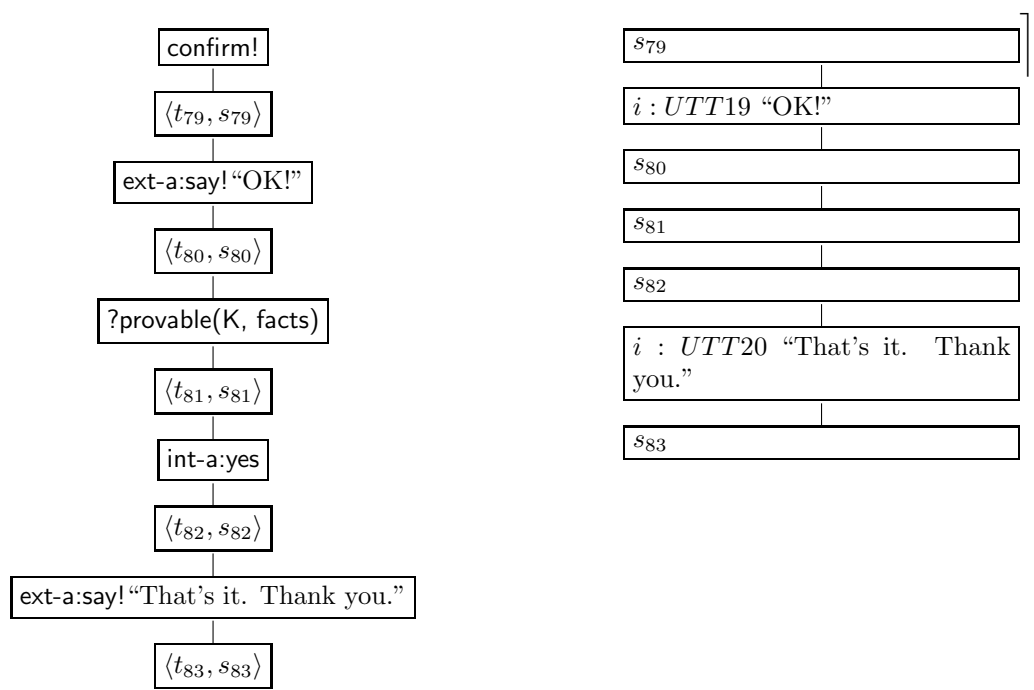 confirm!
⟨t79, s79⟩
ext-a:say! “OK!”
⟨t80, s80⟩
?provable(K, facts)
⟨t81, s81⟩
int-a:yes
⟨t82, s82⟩
ext-a:say! “That’s it. Thank you.”
⟨t83, s83⟩
s79
i : UTT19 “OK!”
s80
s81
s82
i : UTT20 “That’s it. Thank
you.”
s83